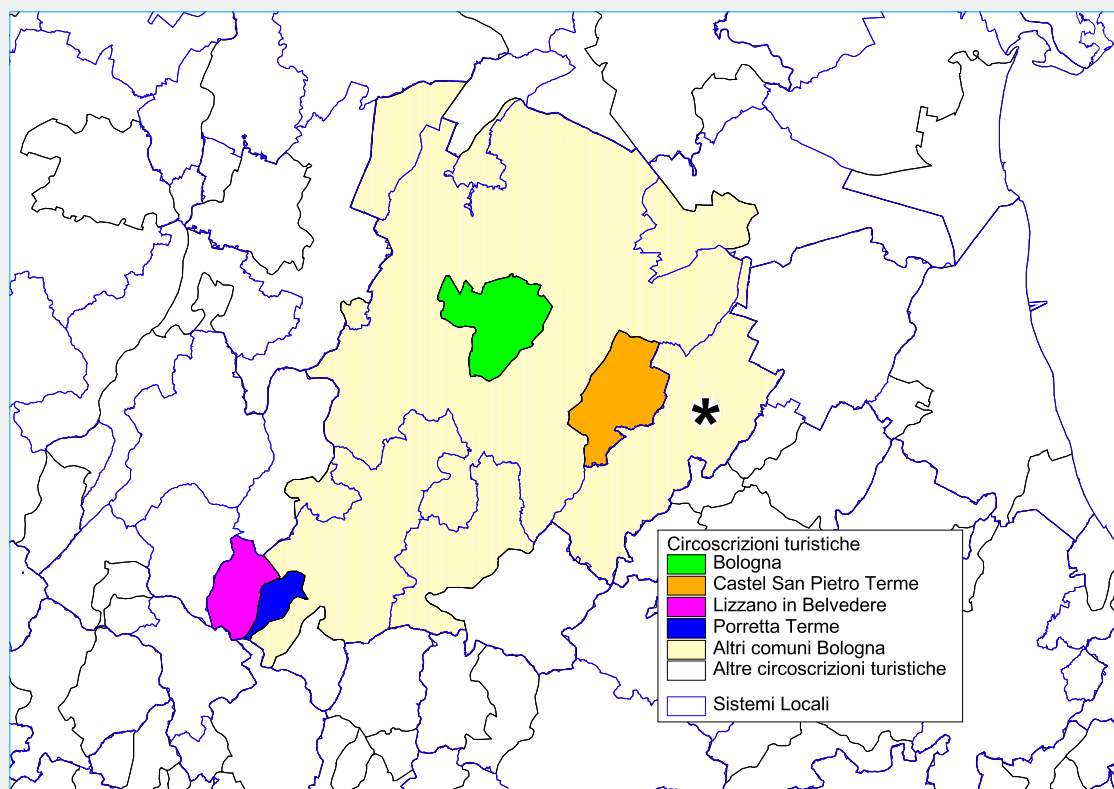 *
Circoscrizioni turistiche
Bologna
Castel San Pietro Terme
Lizzano in Belvedere
Porretta Terme
Altri comuni Bologna
Altre circoscrizioni turistiche
Sistemi Locali